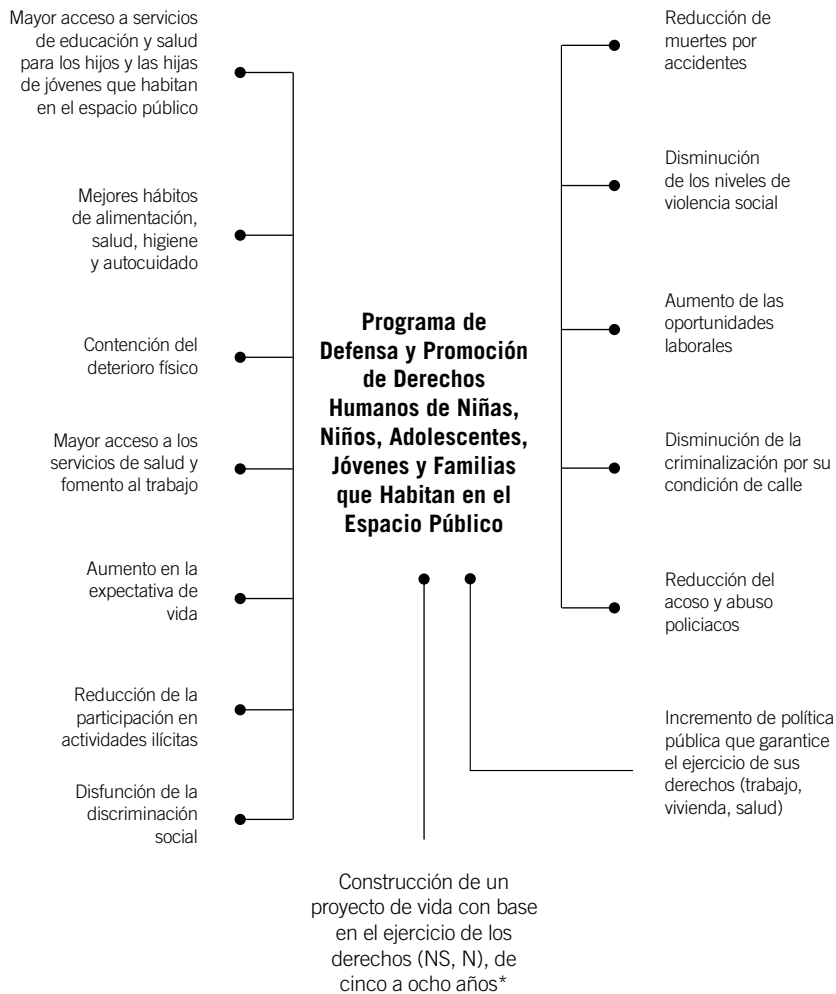 Mayor acceso a servicios
de educación y salud
para los hijos y las hijas
de jóvenes que habitan
en el espacio público
Mejores hábitos
de alimentación,
salud, higiene
y autocuidado
Contención del
deterioro físico
Mayor acceso a los
servicios de salud y
fomento al trabajo
Aumento en la
expectativa de
vida
Reducción de la
participación en
actividades ilícitas
Disfunción de la
discriminación
social
Programa de
Defensa y Promoción
de Derechos
Humanos de Niñas,
Niños, Adolescentes,
Jóvenes y Familias
que Habitan en el
Espacio Público
Reducción de
muertes por
accidentes
Disminución
de los niveles de
violencia social
Aumento de las
oportunidades
laborales
Disminución de la
criminalización por su
condición de calle
Reducción del
acoso y abuso
policiacos
Incremento de política
pública que garantice
el ejercicio de sus
derechos (trabajo,
vivienda, salud)
Construcción de un
proyecto de vida con base
en el ejercicio de los
derechos (NS, N), de
cinco a ocho años*